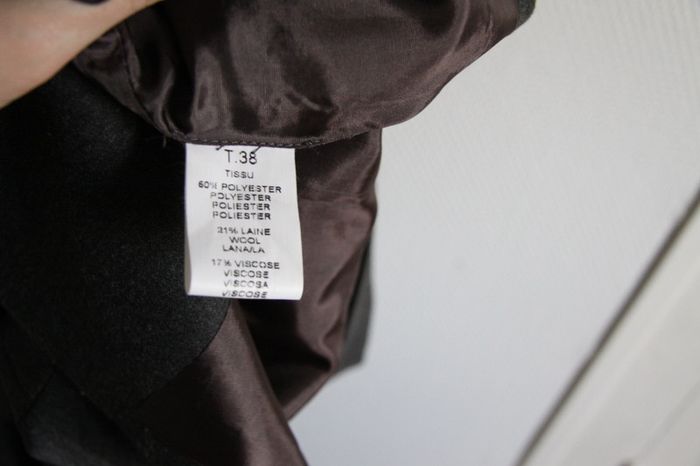 T.38
TISSU
60% POLYESTER
POLYESTER
POLIESTER
POLIESTER
21% LAINE
WOOL
LANA/LA
17% VISCOSE
VISCOSE
VISCOSA
VISCOSE